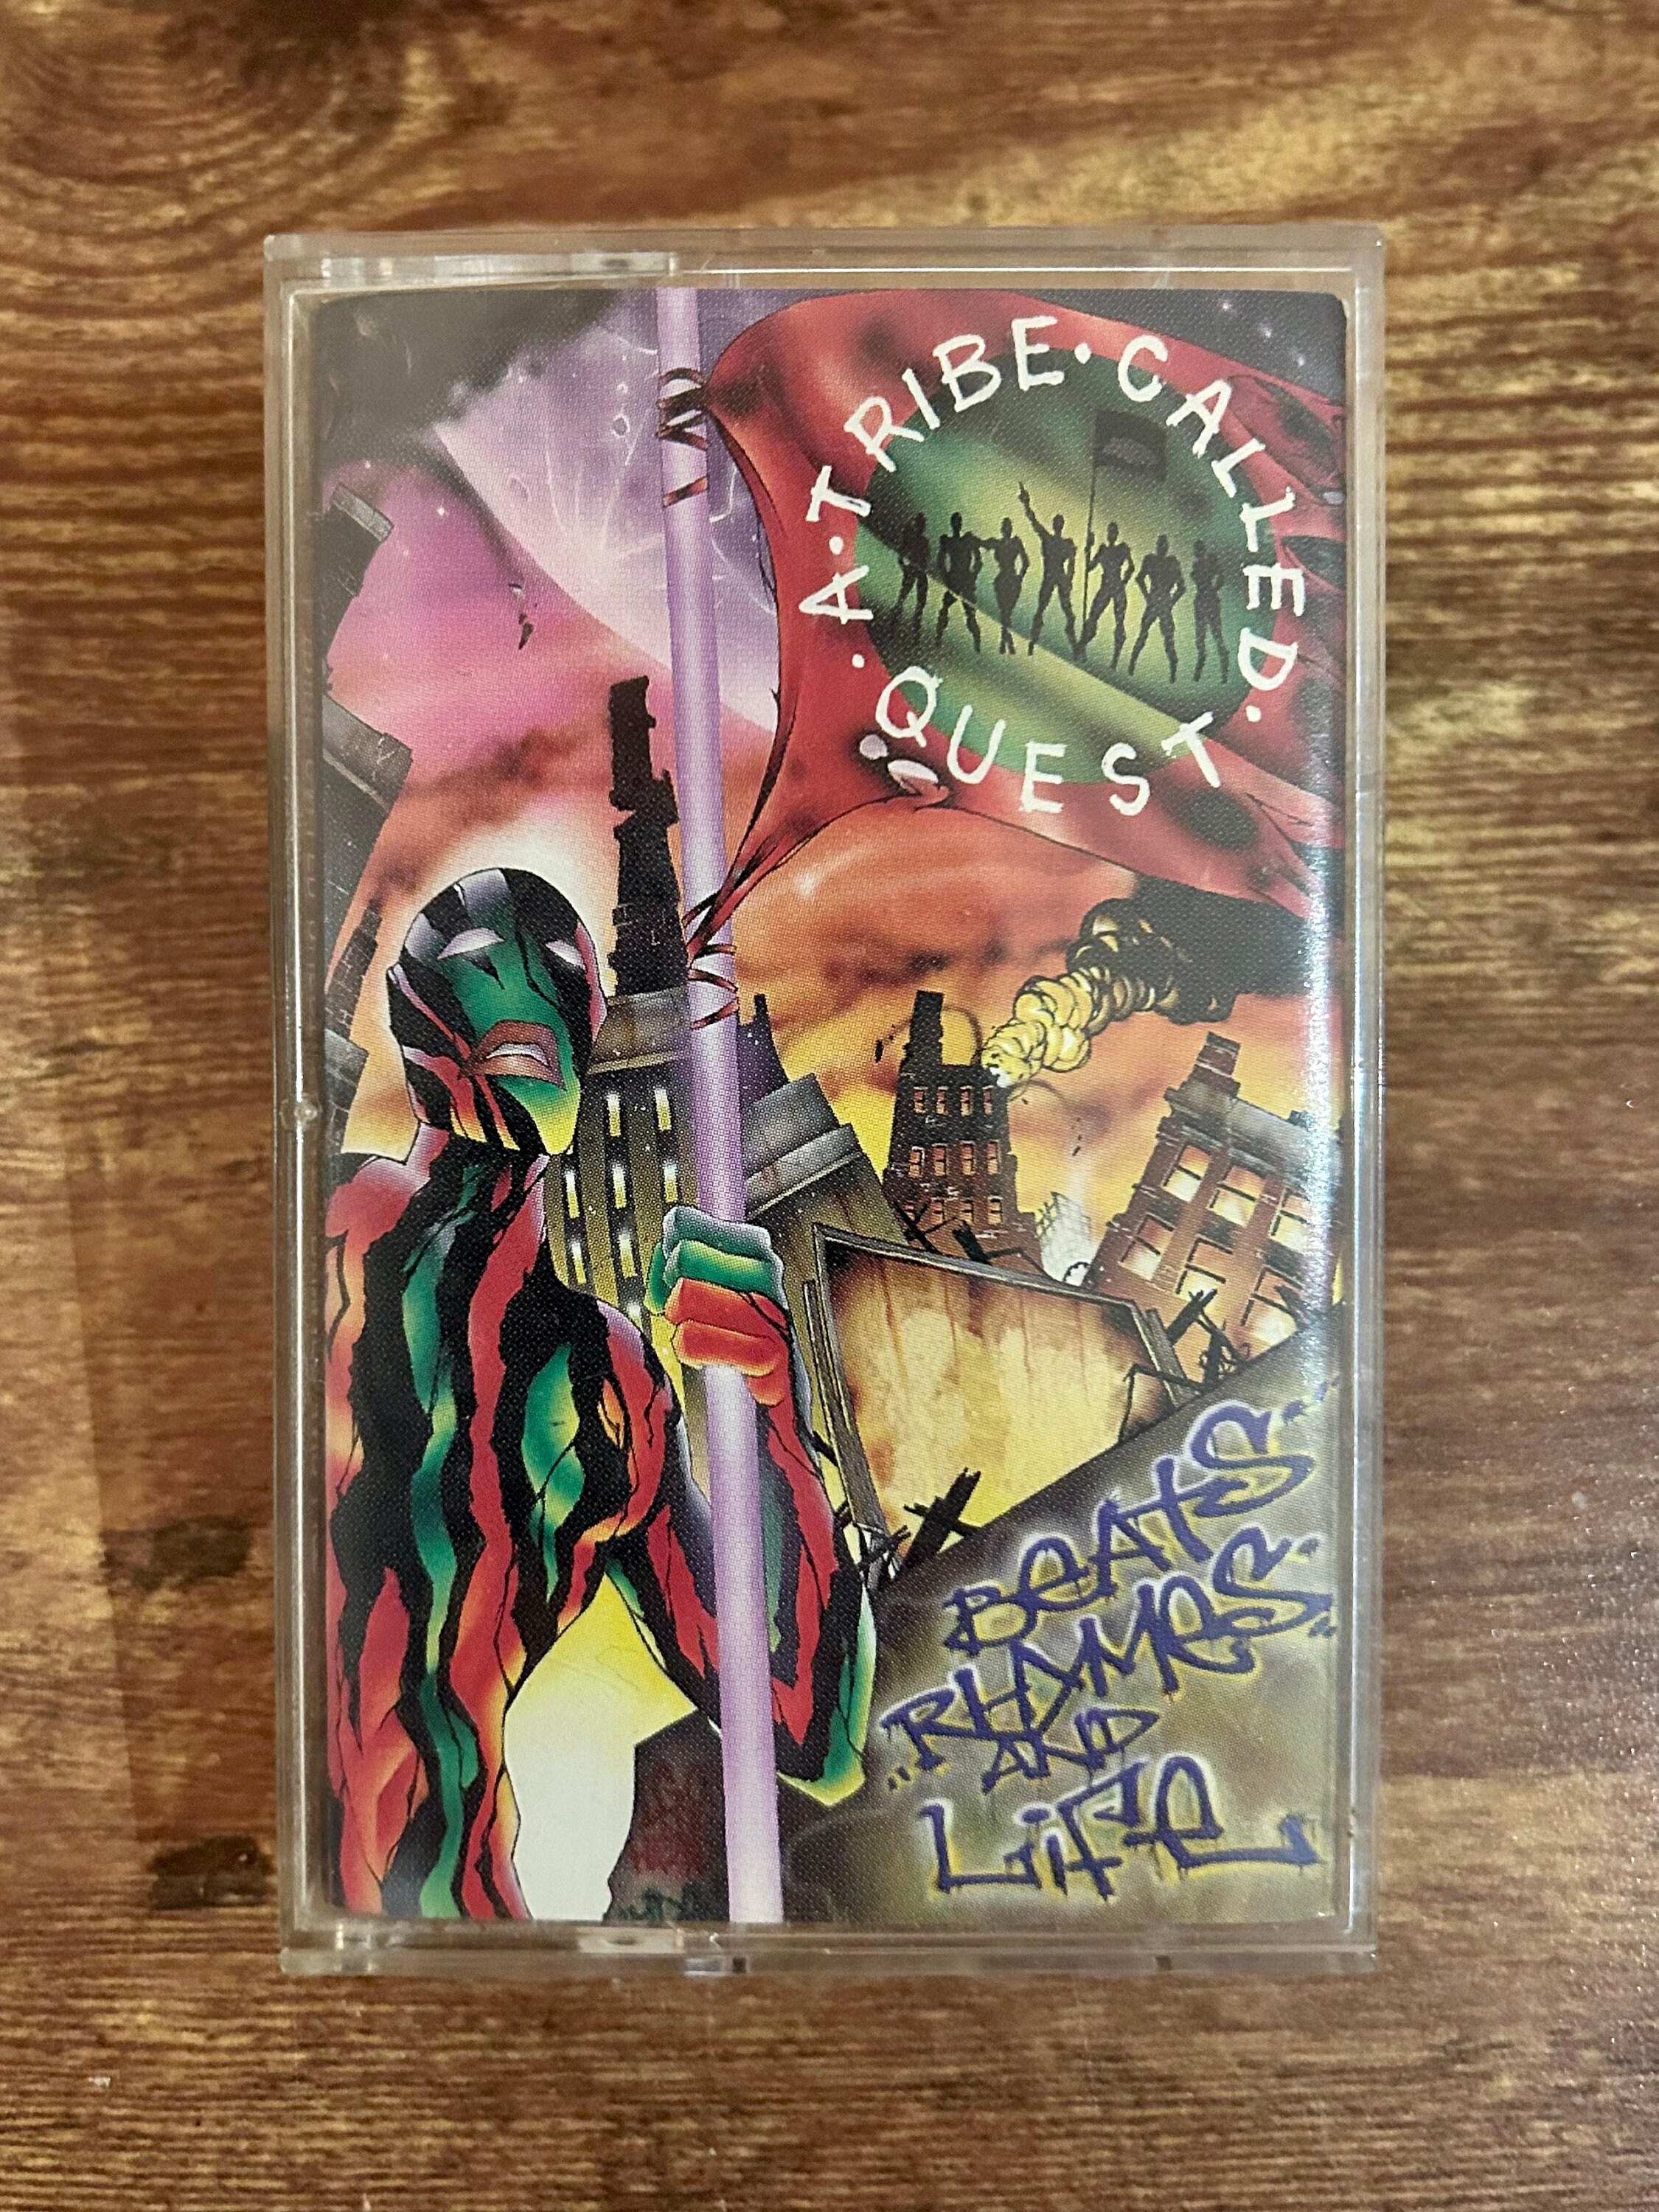 A·TRIBE·CALLED·QUEST·
BEATS
RHYMES
AND
LIFE